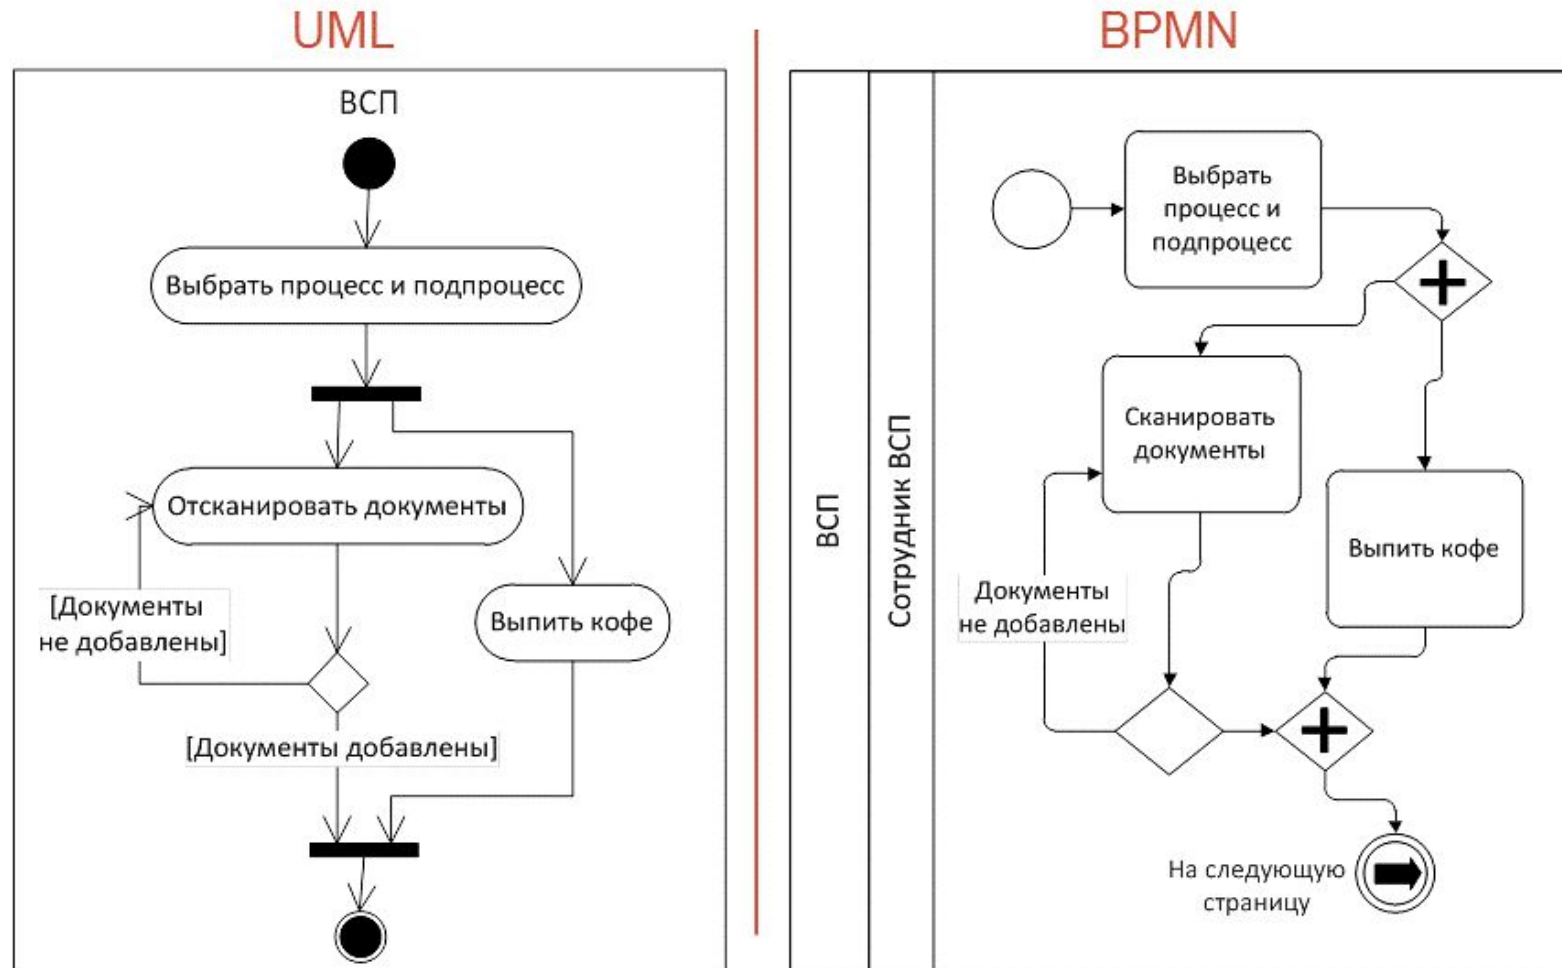 UML
BPMN
ВСП
Выбрать процесс и подпроцесс
Отсканировать документы
[Документы
не добавлены]
Выпить кофе
[Документы добавлены]
ВСП
Сотрудник ВСП
Выбрать
процесс и
подпроцесс
Сканировать
документы
Выпить кофе
Документы
не добавлены
На следующую
страницу